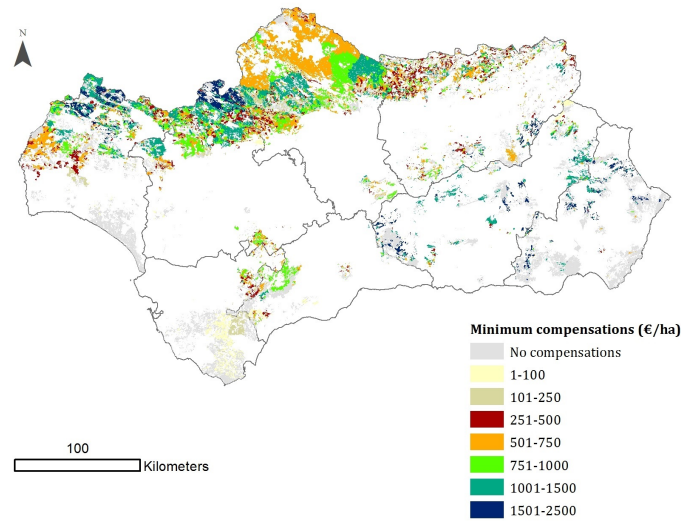 N
Minimum compensations (€/ha)
No compensations
1-100
101-250
251-500
501-750
751-1000
1001-1500
1501-2500
100
Kilometers